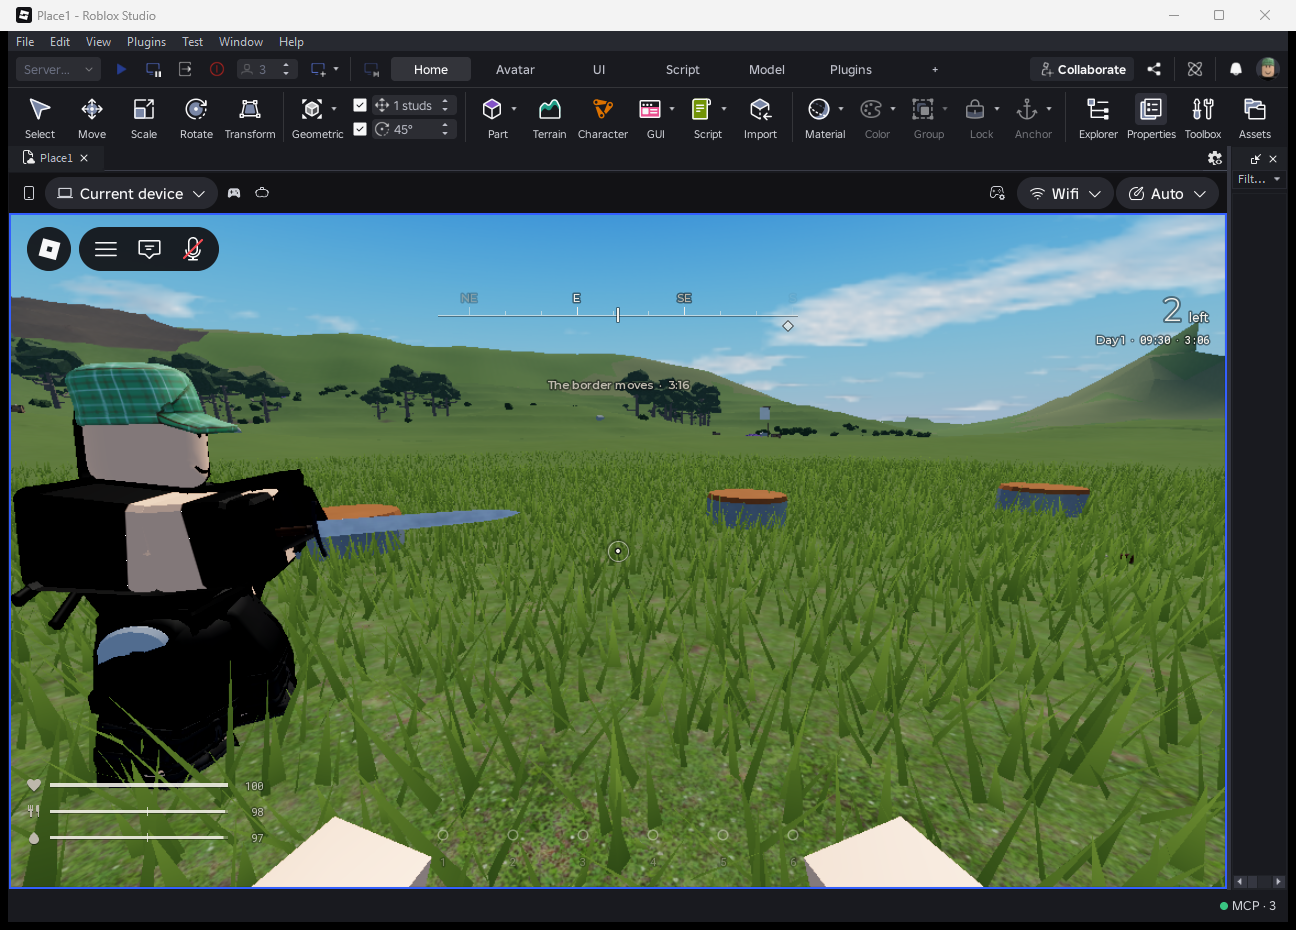 Place1 - Roblox Studio
File Edit View Plugins Test Window Help
Server... 3 Home Avatar UI Script Model Plugins + Collaborate
1 studs
45°
Select Move Scale Rotate Transform Geometric Part Terrain Character GUI Script Import Material Color Group Lock Anchor Explorer Properties Toolbox Assets
Place1
Filt...
Current device Wifi Auto
NE E SE
2 left
Day1 · 09:30 · 3:06
The border moves · 3:16
100
98
97
1 2 3 4 5 6
MCP · 3